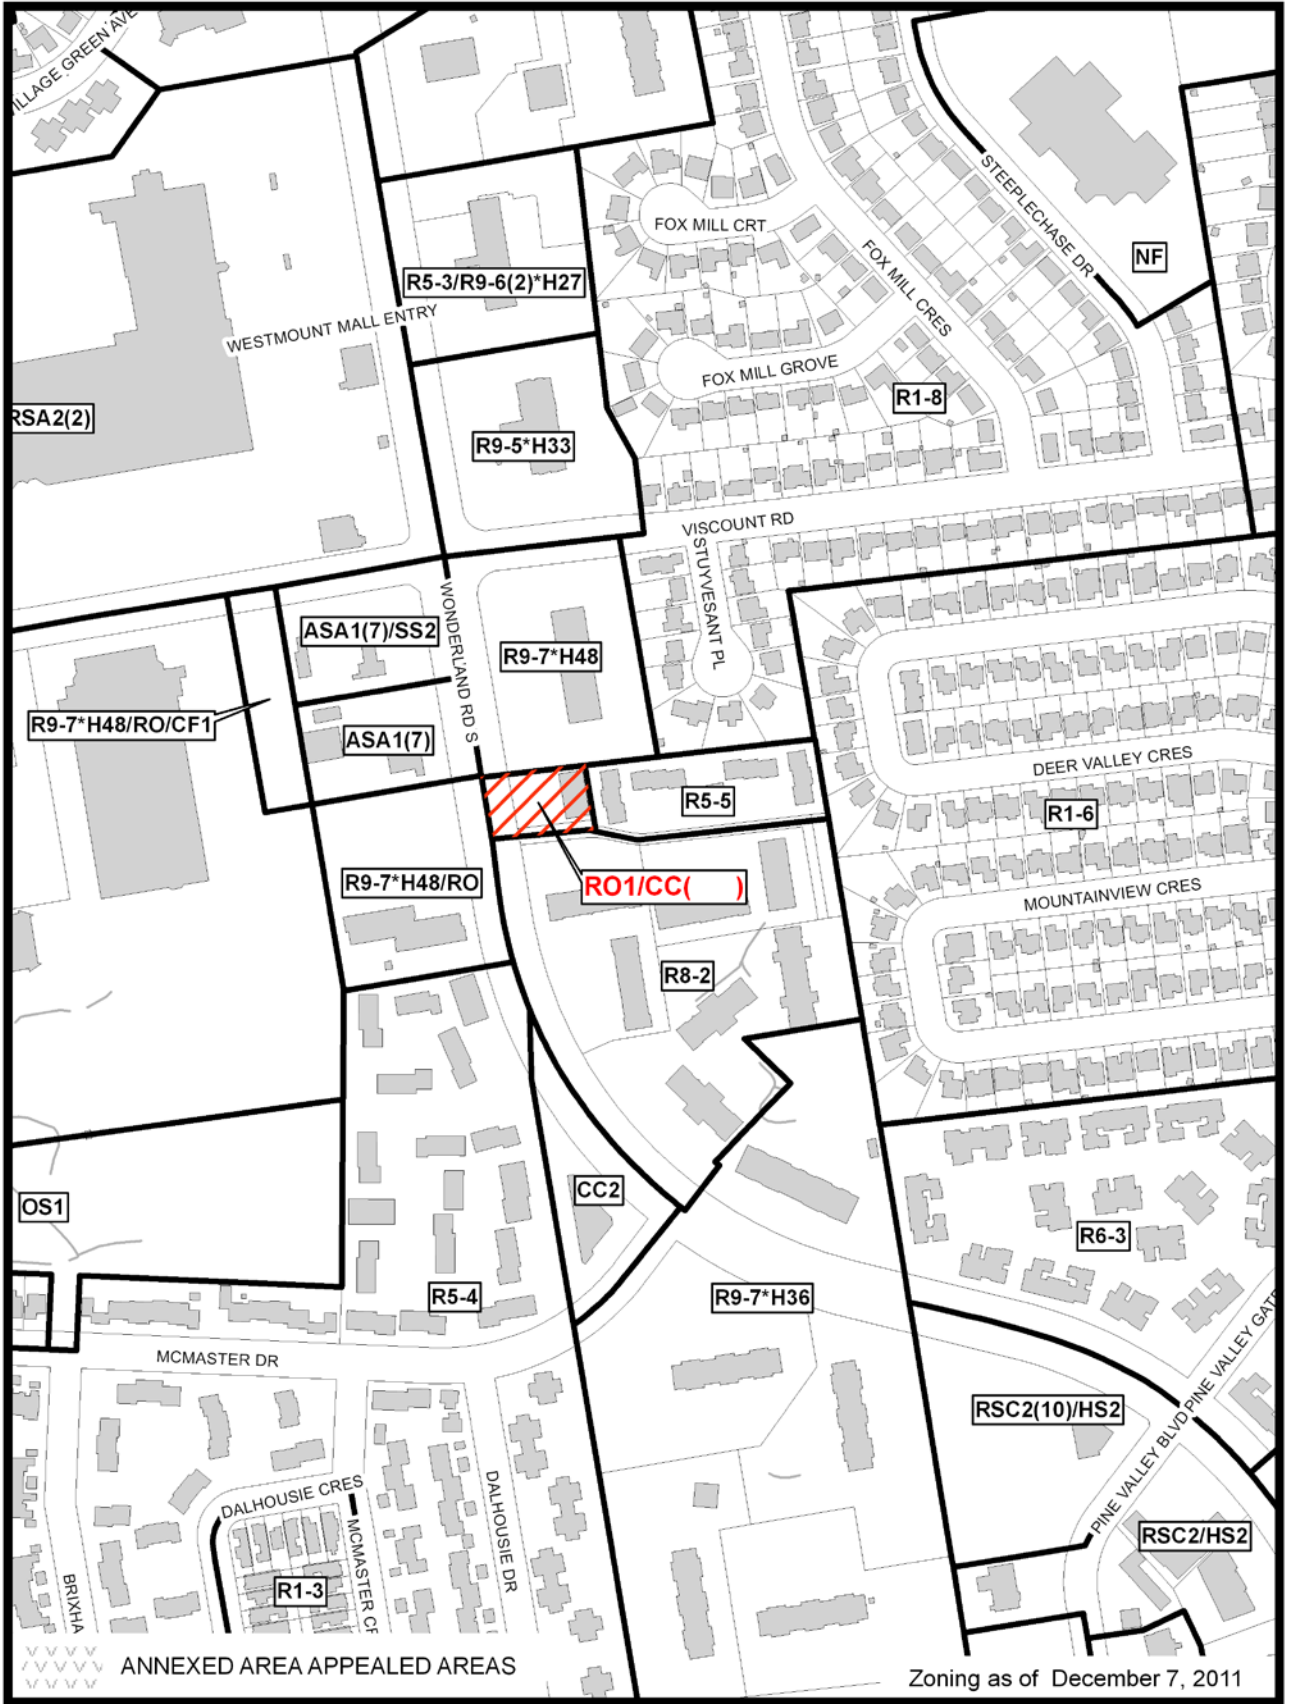 VILLAGE GREEN AVE
STEEPLECHASE DR
FOX MILL CRT
NF
FOX MILL CRES
R5-3/R9-6(2)*H27
WESTMOUNT MALL ENTRY
FOX MILL GROVE
R1-8
RSA2(2)
R9-5*H33
VISCOUNT RD
STUYVESANT PL
WONDERLAND RD S
ASA1(7)/SS2
R9-7*H48
R9-7*H48/RO/CF1
ASA1(7)
DEER VALLEY CRES
R5-5
R1-6
R9-7*H48/RO
RO1/CC( )
MOUNTAINVIEW CRES
R8-2
CC2
OS1
R6-3
R5-4
R9-7*H36
PINE VALLEY GATE
MCMASTER DR
RSC2(10)/HS2
PINE VALLEY BLVD
DALHOUSIE CRES
DALHOUSIE DR
MCMASTER CR
RSC2/HS2
R1-3
BRIXHA
ANNEXED AREA APPEALED AREAS
Zoning as of December 7, 2011